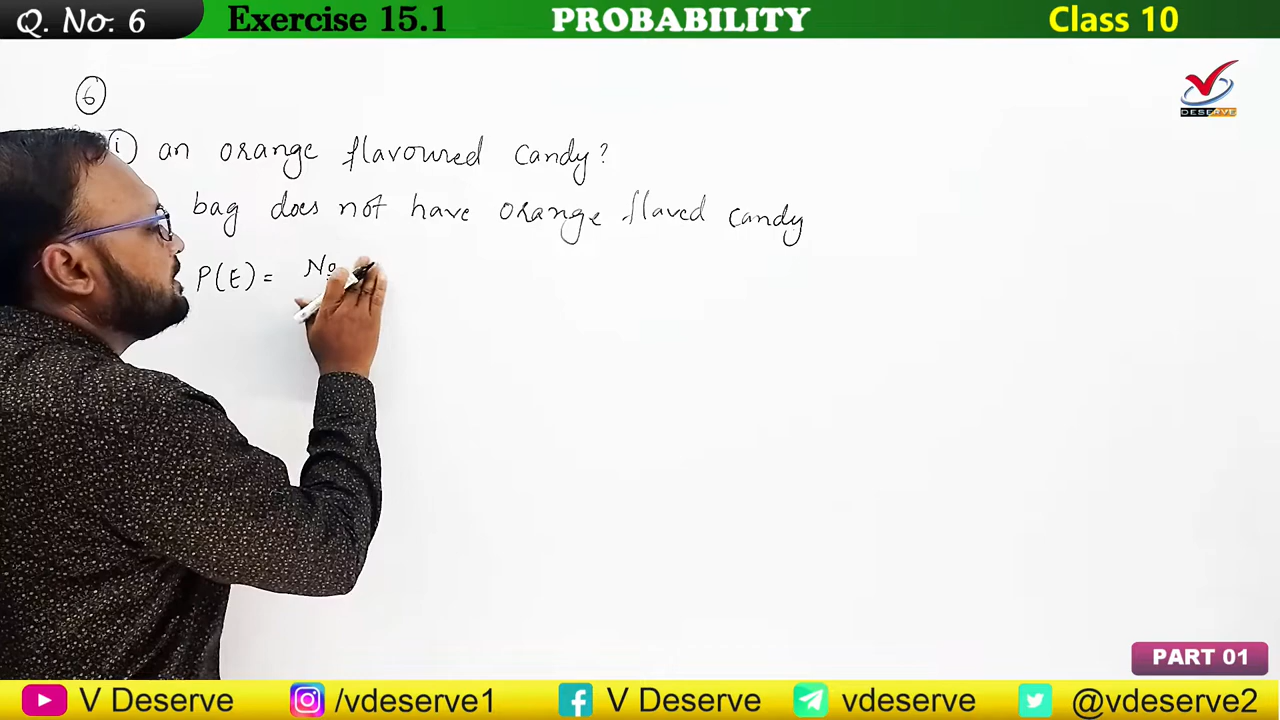 Q. No. 6 Exercise 15.1 PROBABILITY Class 10
DESERVE
6
i an orange flavoured candy?
bag does not have orange flaved candy
P(E) = No
PART 01
V Deserve /vdeserve1 V Deserve vdeserve @vdeserve2